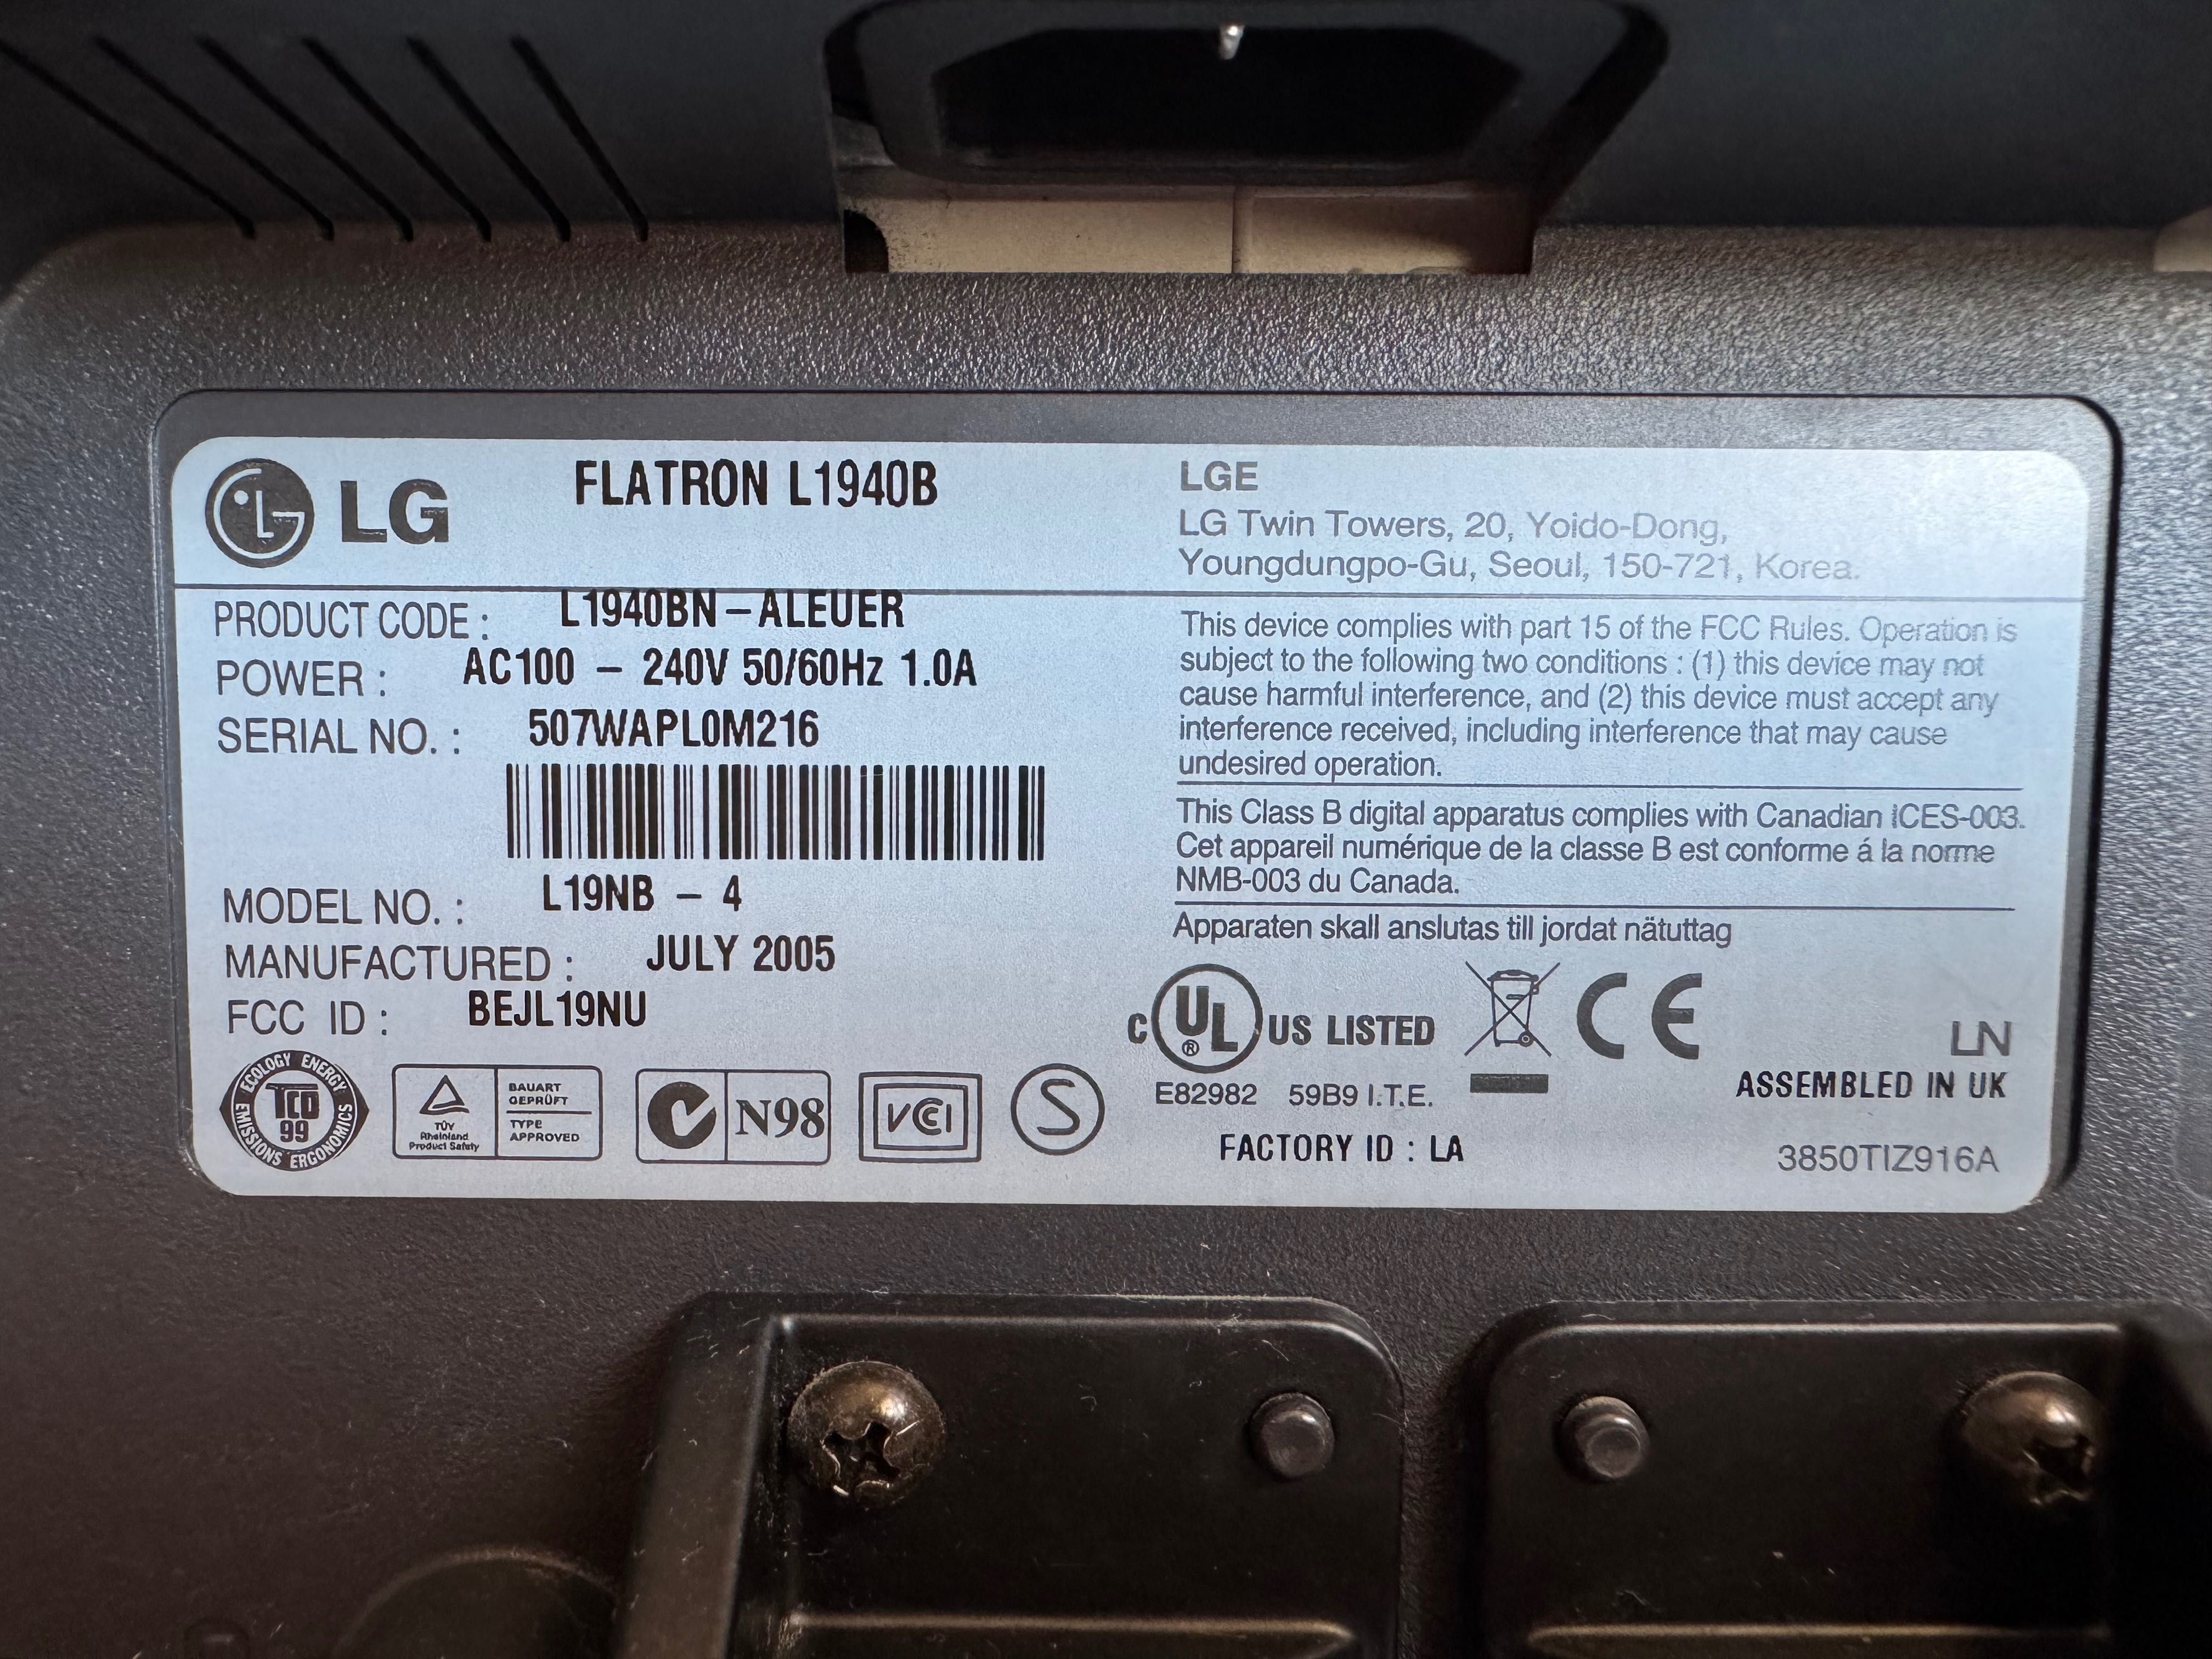 LG
FLATRON L1940B
PRODUCT CODE : L1940BN-ALEUER
POWER : AC100 - 240V 50/60Hz 1.0A
SERIAL NO. : 507WAPL0M216
MODEL NO. : L19NB - 4
MANUFACTURED : JULY 2005
FCC ID : BEJL19NU
ECOLOGY ENERGY
TCO
99
EMISSIONS ERGONOMICS
TÜV
Rheinland
Product Safety
BAUART
GEPRÜFT
TYPE
APPROVED
N98
VCCI
S
LGE
LG Twin Towers, 20, Yoido-Dong,
Youngdungpo-Gu, Seoul, 150-721, Korea.
This device complies with part 15 of the FCC Rules. Operation is
subject to the following two conditions : (1) this device may not
cause harmful interference, and (2) this device must accept any
interference received, including interference that may cause
undesired operation.
This Class B digital apparatus complies with Canadian ICES-003.
Cet appareil numérique de la classe B est conforme á la norme
NMB-003 du Canada.
Apparaten skall anslutas till jordat nätuttag
C UL ® US LISTED
CE
E82982 59B9 I.T.E.
FACTORY ID : LA
LN
ASSEMBLED IN UK
3850TIZ916A